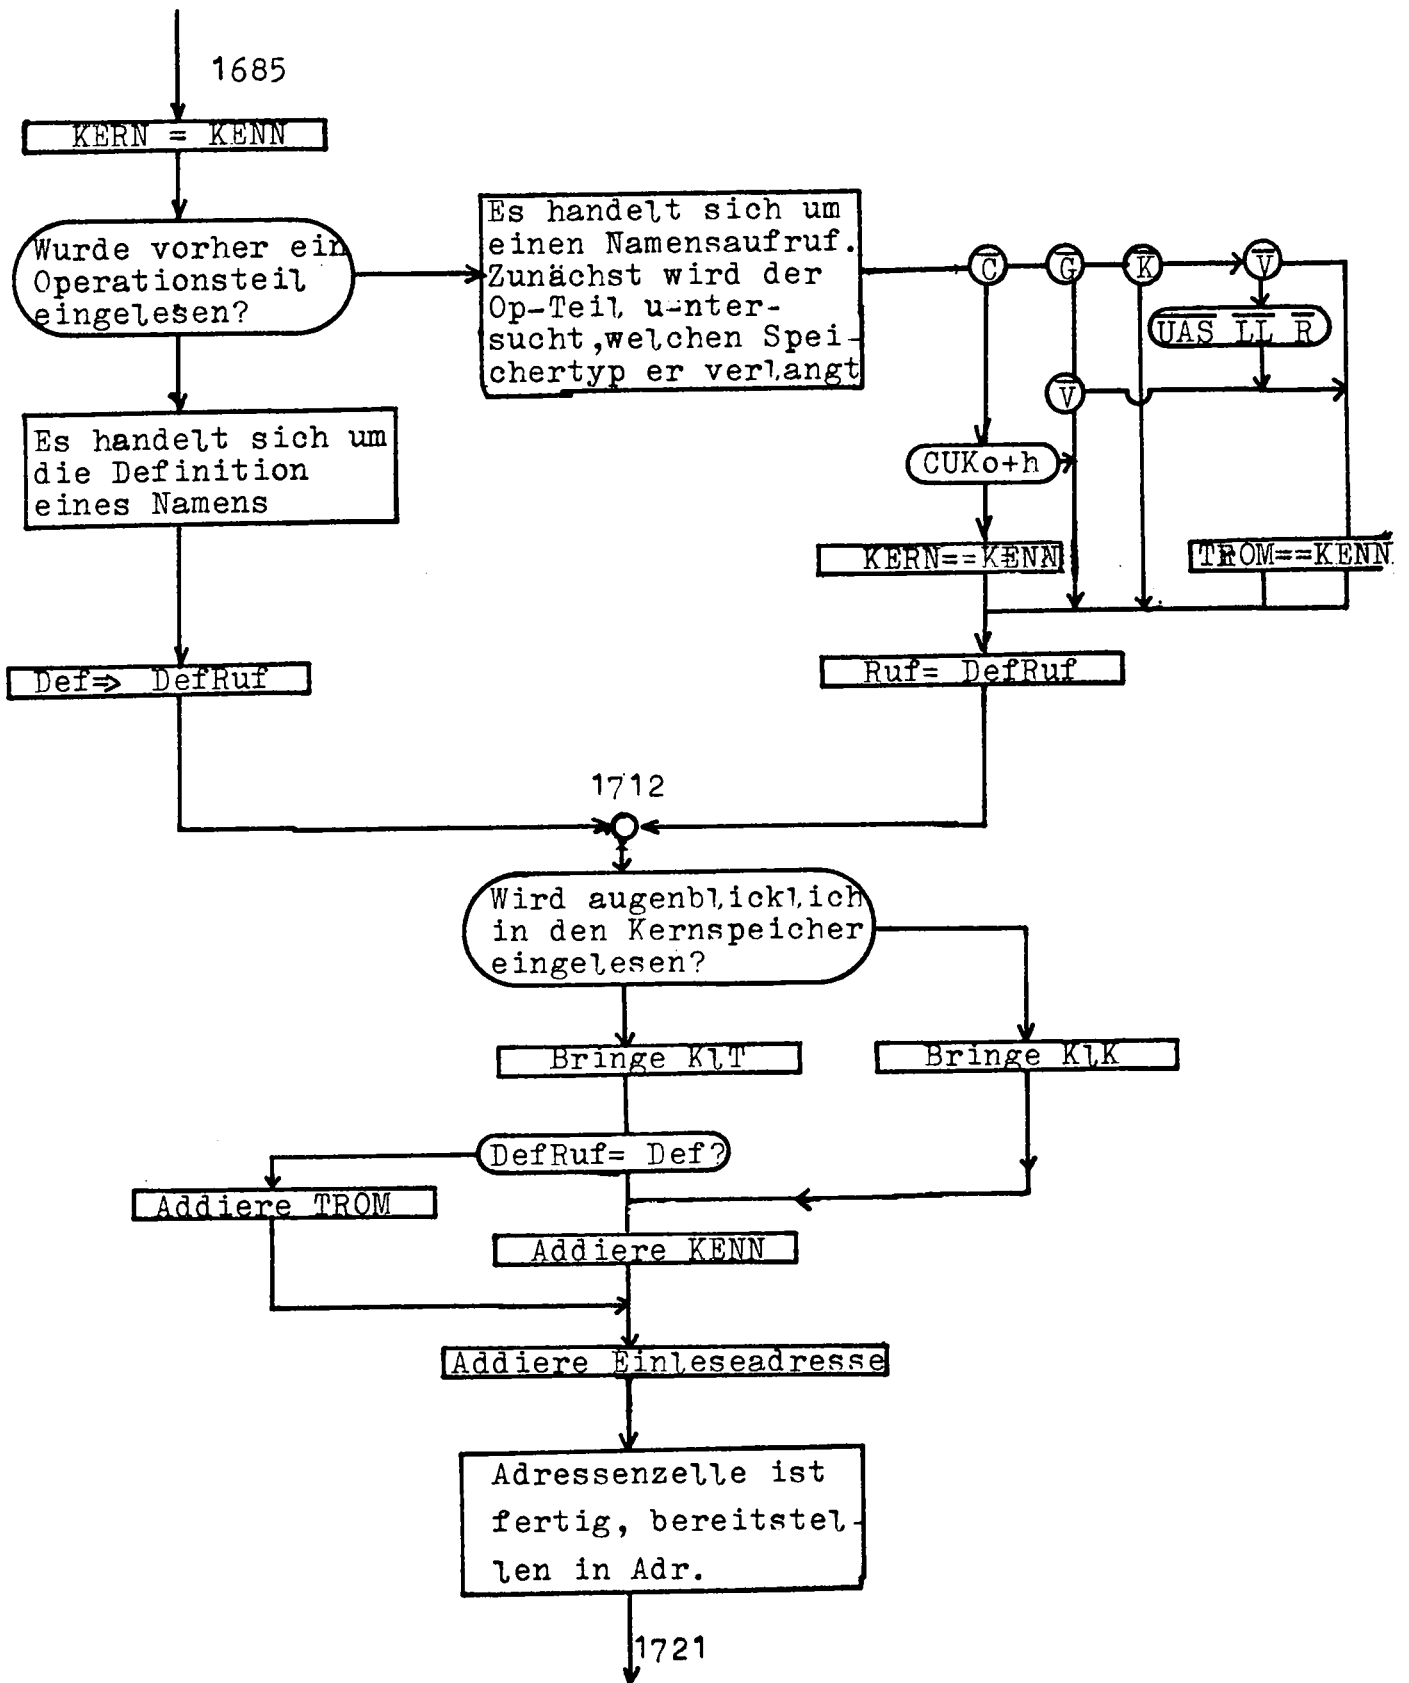 1685
KERN = KENN
Wurde vorher ein
Operationsteil
eingelesen?
Es handelt sich um
einen Namensaufruf.
Zunächst wird der
Op-Teil u-nter-
sucht,welchen Spei-
chertyp er verlangt
C̅
G̅
K̅
V̅
U̅A̅S̅ L̅L̅ R̅
V̅
Es handelt sich um
die Definition
eines Namens
CUKo+h
KERN==KENN
TROM==KENN
Def⇒ DefRuf
Ruf= DefRuf
1712
Wird augenblicklich
in den Kernspeicher
eingelesen?
Bringe KlT
Bringe KlK
DefRuf= Def?
Addiere TROM
Addiere KENN
Addiere Einleseadresse
Adressenzelle ist
fertig, bereitstel-
len in Adr.
1721